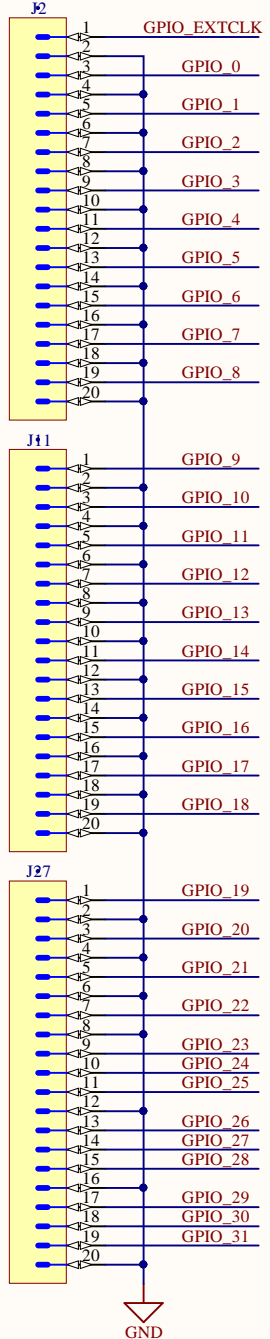 J2
1 GPIO_EXTCLK
2
3 GPIO_0
4
5 GPIO_1
6
7 GPIO_2
8
9 GPIO_3
10
11 GPIO_4
12
13 GPIO_5
14
15 GPIO_6
16
17 GPIO_7
18
19 GPIO_8
20
J11
1 GPIO_9
2
3 GPIO_10
4
5 GPIO_11
6
7 GPIO_12
8
9 GPIO_13
10
11 GPIO_14
12
13 GPIO_15
14
15 GPIO_16
16
17 GPIO_17
18
19 GPIO_18
20
J27
1 GPIO_19
2
3 GPIO_20
4
5 GPIO_21
6
7 GPIO_22
8
9 GPIO_23
10 GPIO_24
11 GPIO_25
12
13 GPIO_26
14 GPIO_27
15 GPIO_28
16
17 GPIO_29
18 GPIO_30
19 GPIO_31
20
GND